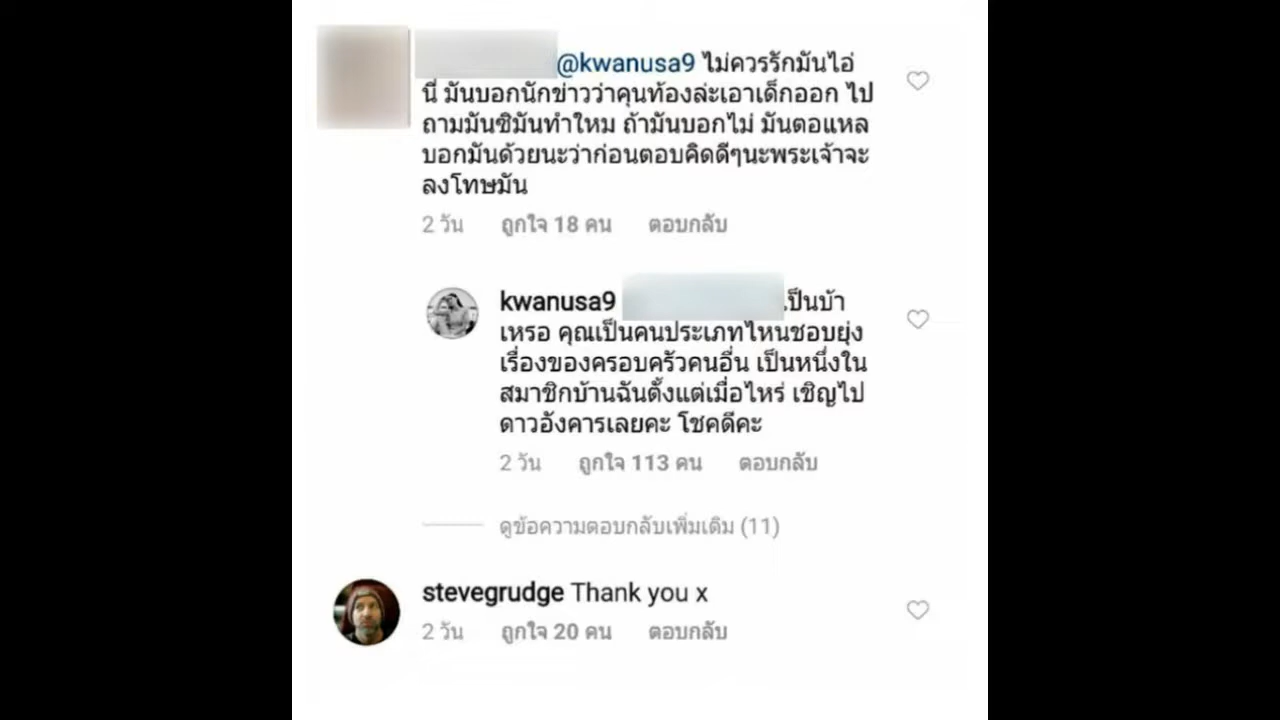 @kwanusa9 ไม่ควรรักมันไอ่
นี่ มันบอกนักข่าวว่าคุนท้องล่ะเอาเด็กออก ไป
ถามมันซิมันทำใหม ถ้ามันบอกไม่ มันตอแหล
บอกมันด้วยนะว่าก่อนตอบคิดดีๆนะพระเจ้าจะ
ลงโทษมัน
2 วัน ถูกใจ 18 คน ตอบกลับ
kwanusa9 เป็นบ้า
เหรอ คุณเป็นคนประเภทไหนชอบยุ่ง
เรื่องของครอบครัวคนอื่น เป็นหนึ่งใน
สมาชิกบ้านฉันตั้งแต่เมื่อไหร่ เชิญไป
ดาวอังคารเลยคะ โชคดีคะ
2 วัน ถูกใจ 113 คน ตอบกลับ
ดูข้อความตอบกลับเพิ่มเติม (11)
stevegrudge Thank you x
2 วัน ถูกใจ 20 คน ตอบกลับ